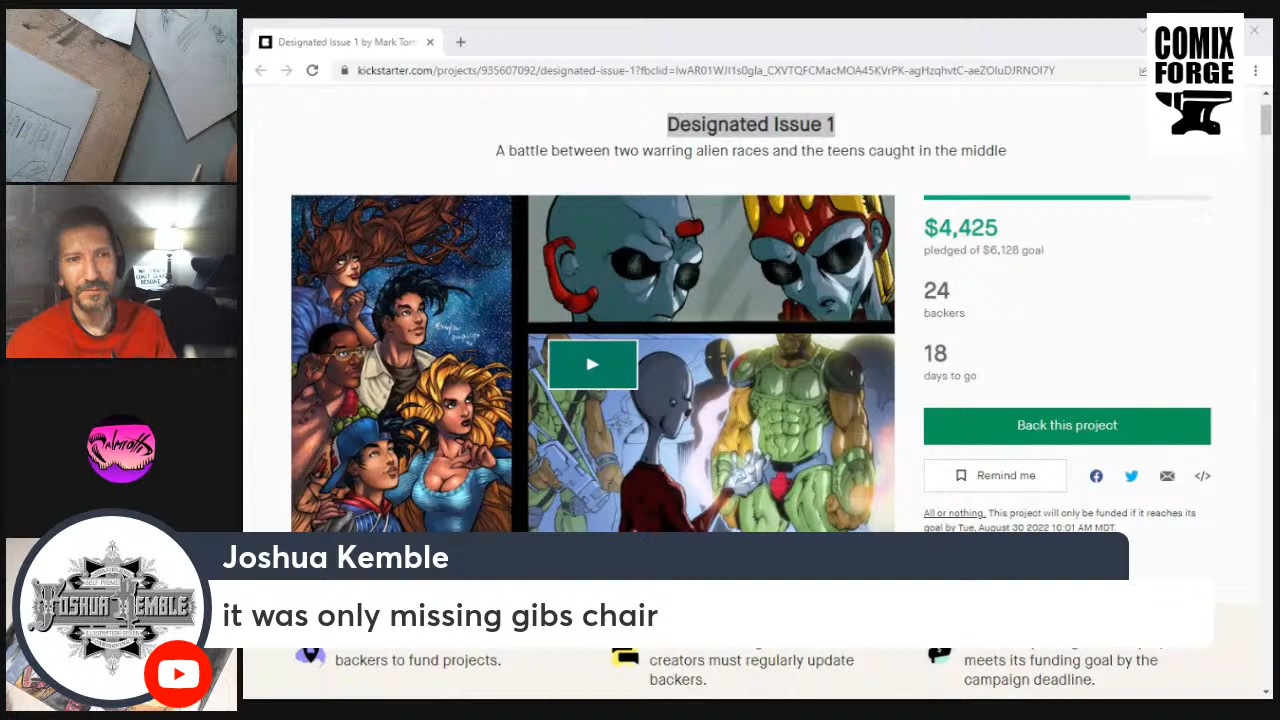 Designated Issue 1 by Mark Torr
kickstarter.com/projects/935607092/designated-issue-1?fbclid=IwAR01WJI1s0gla_CXVTQFCMacMOA45KVrPK-agHzqhvtC-aeZOluDJRNOI7Y
COMIX
FORGE
Designated Issue 1
A battle between two warring alien races and the teens caught in the middle
$4,425
pledged of $6,128 goal
24
backers
18
days to go
Back this project
Remind me
All or nothing. This project will only be funded if it reaches its
goal by Tue, August 30 2022 10:01 AM MDT.
Joshua Kemble
it was only missing gibs chair
JOSHUA KEMBLE
backers to fund projects.
creators must regularly update
backers.
meets its funding goal by the
campaign deadline.